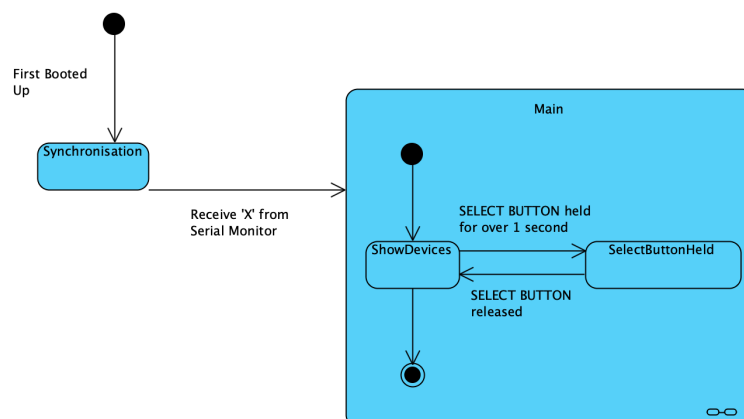 First Booted
Up
Synchronisation
Receive 'X' from
Serial Monitor
Main
SELECT BUTTON held
for over 1 second
ShowDevices
SelectButtonHeld
SELECT BUTTON
released